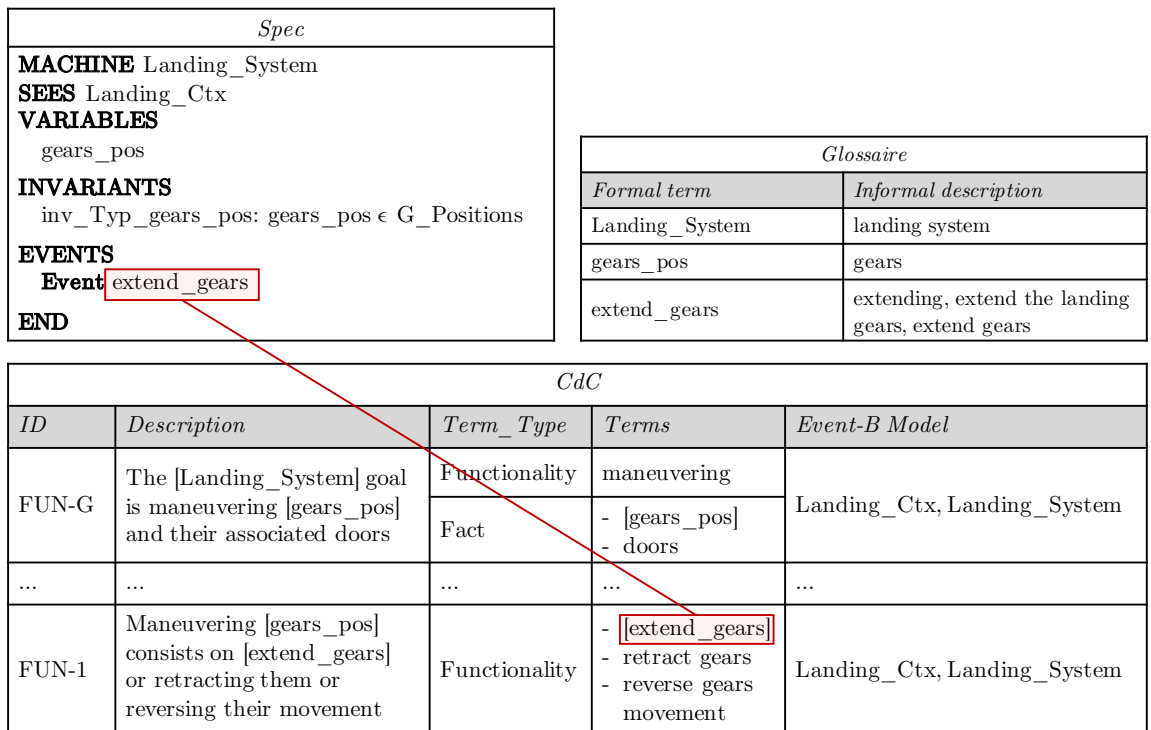 Spec
MACHINE Landing_System
SEES Landing_Ctx
VARIABLES
gears_pos
INVARIANTS
inv_Typ_gears_pos: gears_pos ϵ G_Positions
EVENTS
Event extend_gears
END
Glossaire
Formal term Informal description
Landing_System landing system
gears_pos gears
extend_gears extending, extend the landing
gears, extend gears
CdC
ID Description Term_Type Terms Event-B Model
FUN-G
The [Landing_System] goal
is maneuvering [gears_pos]
and their associated doors
Functionality maneuvering
Fact
- [gears_pos]
- doors
Landing_Ctx, Landing_System
... ... ... ... ...
FUN-1
Maneuvering [gears_pos]
consists on [extend_gears]
or retracting them or
reversing their movement
Functionality
- [extend_gears]
- retract gears
- reverse gears
movement
Landing_Ctx, Landing_System